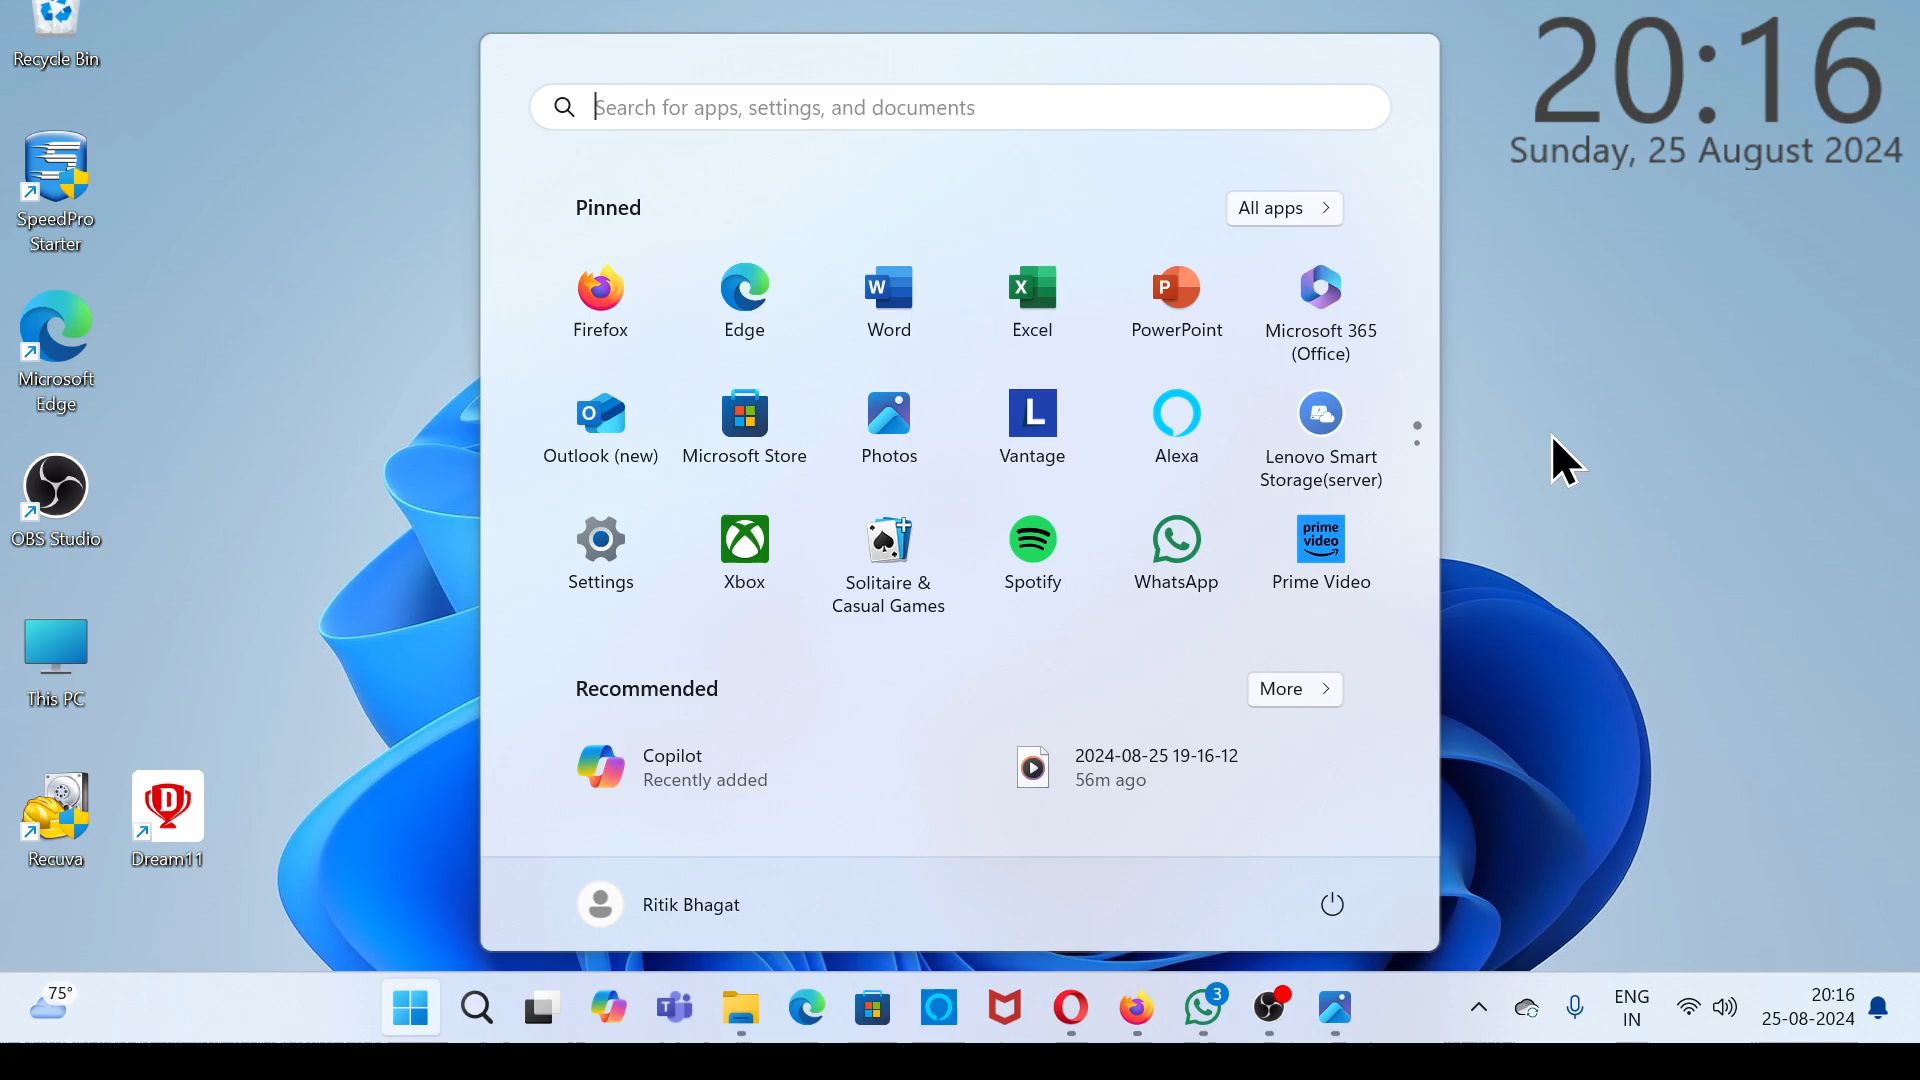 20:16
Sunday, 25 August 2024
Recycle Bin
SpeedPro
Starter
Microsoft
Edge
OBS Studio
This PC
Recuva
Dream11
Search for apps, settings, and documents
Pinned
All apps
Firefox
Edge
Word
Excel
PowerPoint
Microsoft 365
(Office)
Outlook (new)
Microsoft Store
Photos
Vantage
Alexa
Lenovo Smart
Storage(server)
prime
video
Settings
Xbox
Solitaire &
Casual Games
Spotify
WhatsApp
Prime Video
Recommended
More
Copilot
Recently added
2024-08-25 19-16-12
56m ago
Ritik Bhagat
75°
3
ENG
IN
20:16
25-08-2024